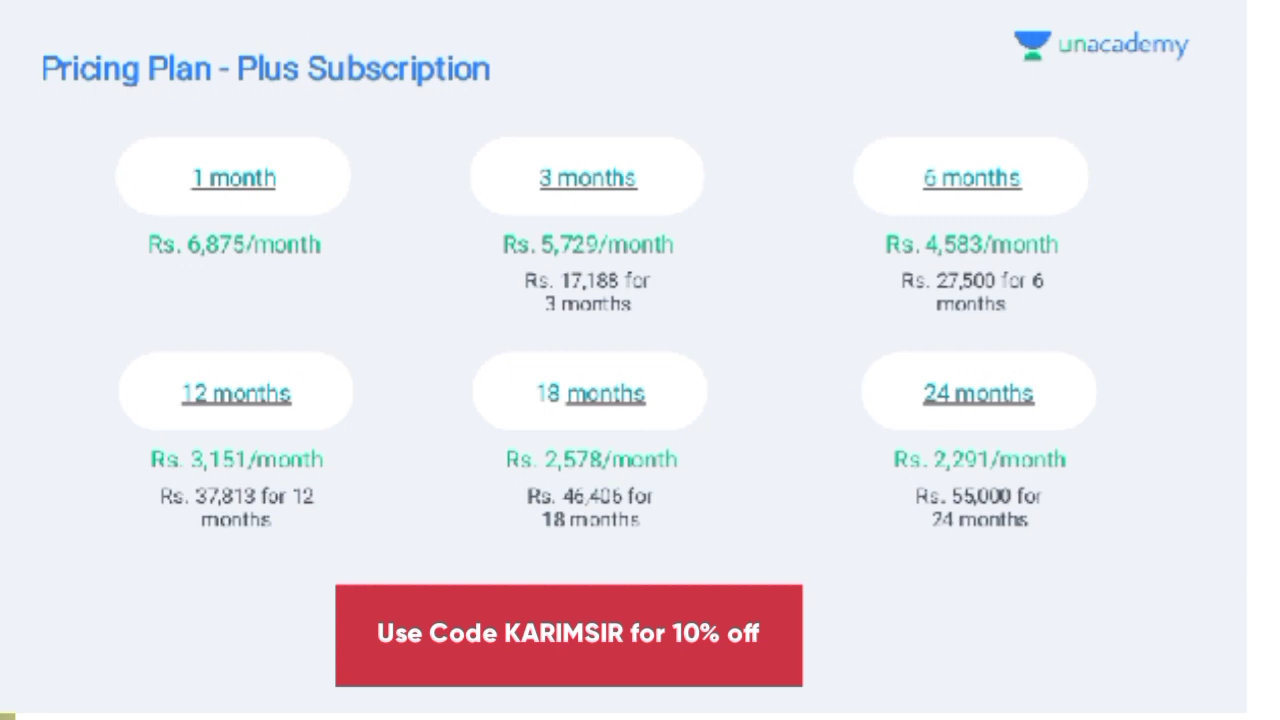 unacademy
Pricing Plan - Plus Subscription
1 month
Rs. 6,875/month
3 months
Rs. 5,729/month
Rs. 17,188 for
3 months
6 months
Rs. 4,583/month
Rs. 27,500 for 6
months
12 months
Rs. 3,151/month
Rs. 37,813 for 12
months
18 months
Rs. 2,578/month
Rs. 46,406 for
18 months
24 months
Rs. 2,291/month
Rs. 55,000 for
24 months
Use Code KARIMSIR for 10% off